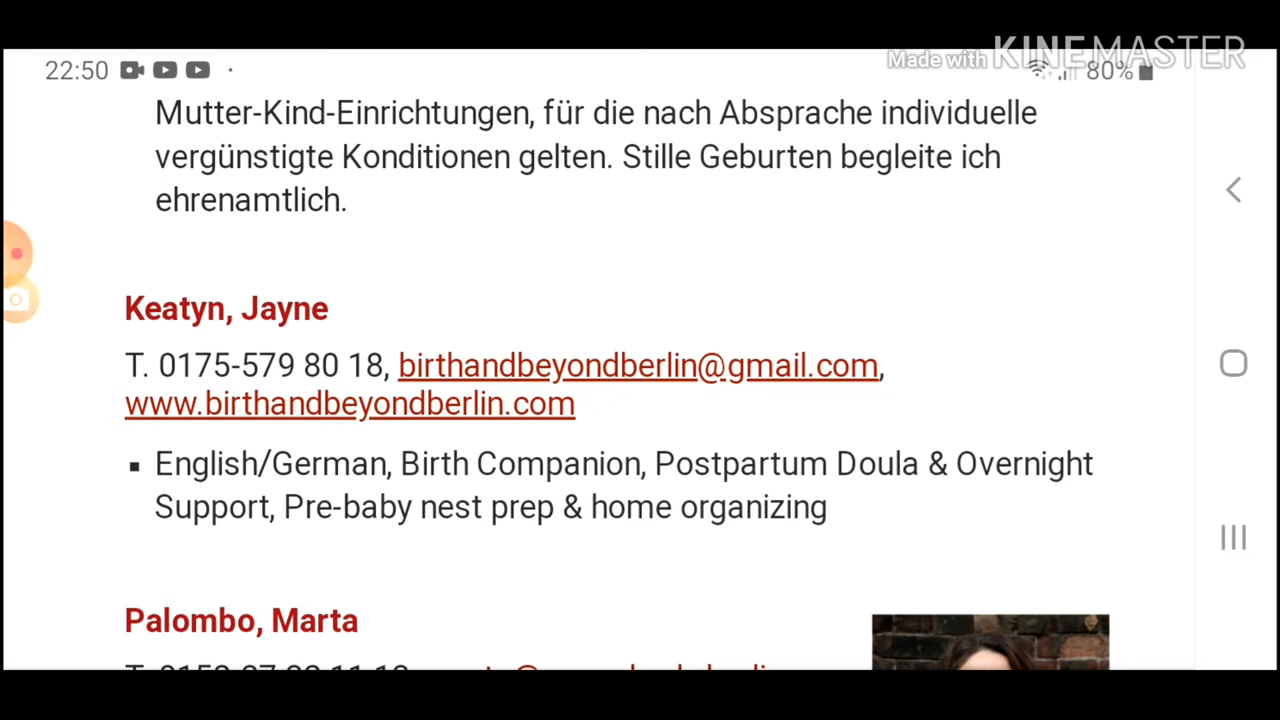 Made with KINEMASTER
22:50 80%
Mutter-Kind-Einrichtungen, für die nach Absprache individuelle
vergünstigte Konditionen gelten. Stille Geburten begleite ich
ehrenamtlich.
Keatyn, Jayne
T. 0175-579 80 18, birthandbeyondberlin@gmail.com,
www.birthandbeyondberlin.com
▪ English/German, Birth Companion, Postpartum Doula & Overnight
Support, Pre-baby nest prep & home organizing
Palombo, Marta